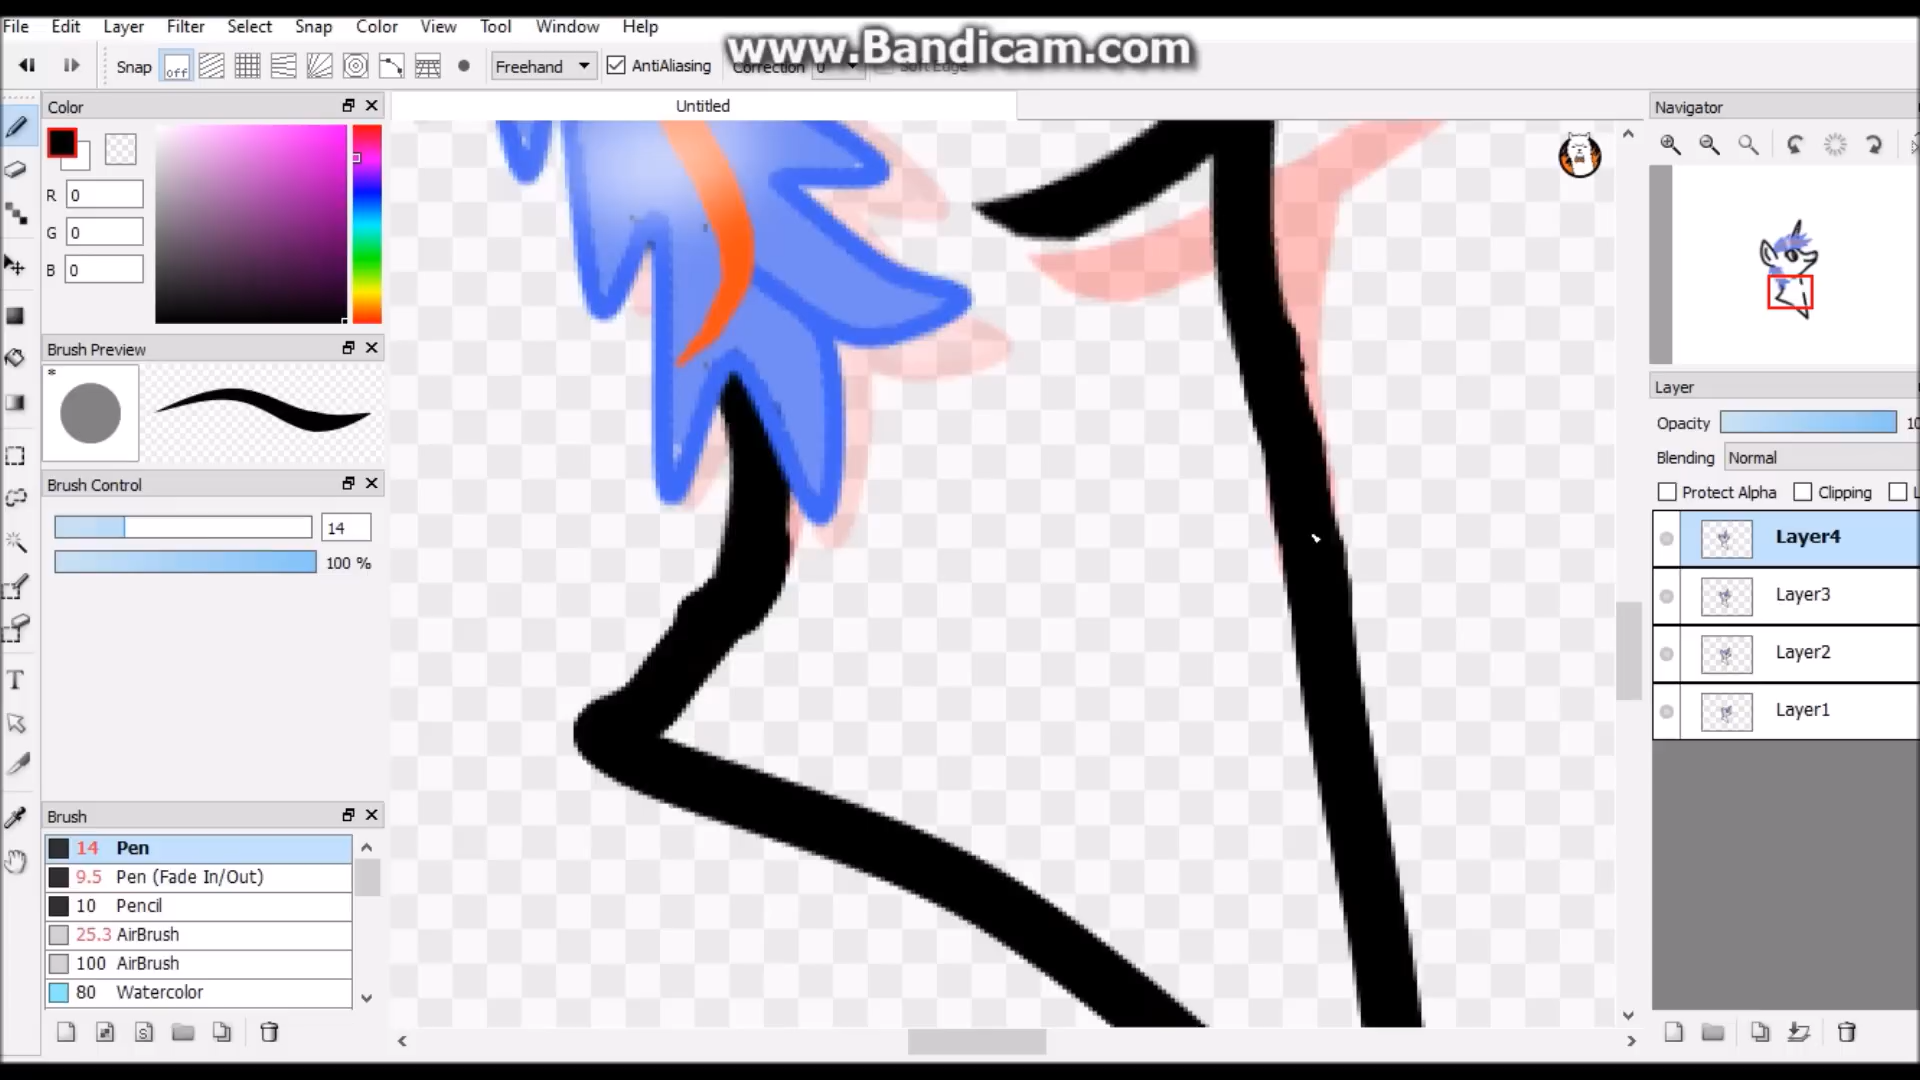 File Edit Layer Filter Select Snap Color View Tool Window Help
www.Bandicam.com
Snap off Freehand AntiAliasing Correction 0 Soft Edge
Color
Untitled
Navigator
R 0
G 0
B 0
Brush Preview
*
Layer
Opacity 10
Blending Normal
Brush Control
Protect Alpha Clipping L
14
100 %
Layer4
Layer3
Layer2
Layer1
Brush
14 Pen
9.5 Pen (Fade In/Out)
10 Pencil
25.3 AirBrush
100 AirBrush
80 Watercolor